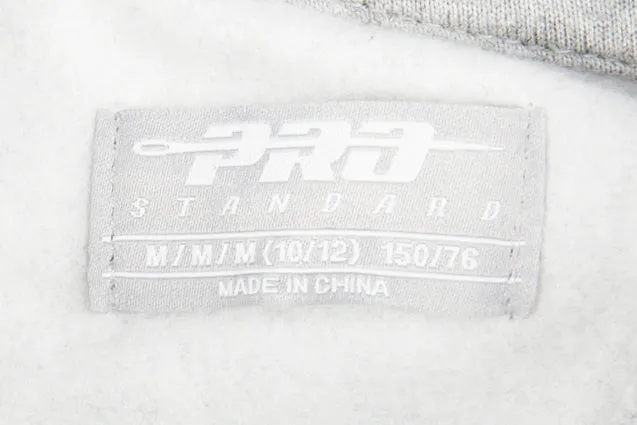 PRO
STANDARD
M/M/M (10/12) 150/76
MADE IN CHINA